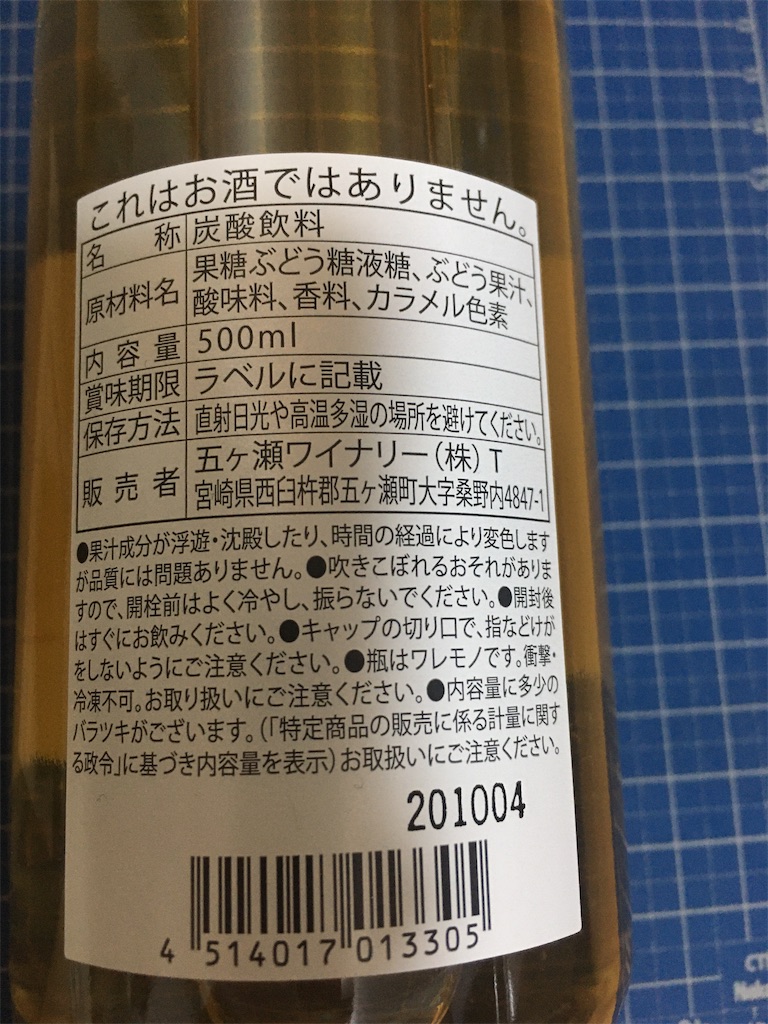 これはお酒ではありません。
名称 炭酸飲料
原材料名 果糖ぶどう糖液糖、ぶどう果汁、
酸味料、香料、カラメル色素
内容量 500ml
賞味期限 ラベルに記載
保存方法 直射日光や高温多湿の場所を避けてください。
販売者 五ヶ瀬ワイナリー(株)T
宮崎県西臼杵郡五ヶ瀬町大字桑野内4847-1
●果汁成分が浮遊・沈殿したり、時間の経過により変色します
が品質には問題ありません。●吹きこぼれるおそれがありま
すので、開栓前はよく冷やし、振らないでください。●開封後
はすぐにお飲みください。●キャップの切り口で、指などけが
をしないようにご注意ください。●瓶はワレモノです。衝撃・
冷凍不可。お取り扱いにご注意ください。●内容量に多少の
バラツキがございます。(「特定商品の販売に係る計量に関す
る政令」に基づき内容量を表示)お取扱いにご注意ください。
201004
4 514017 013305